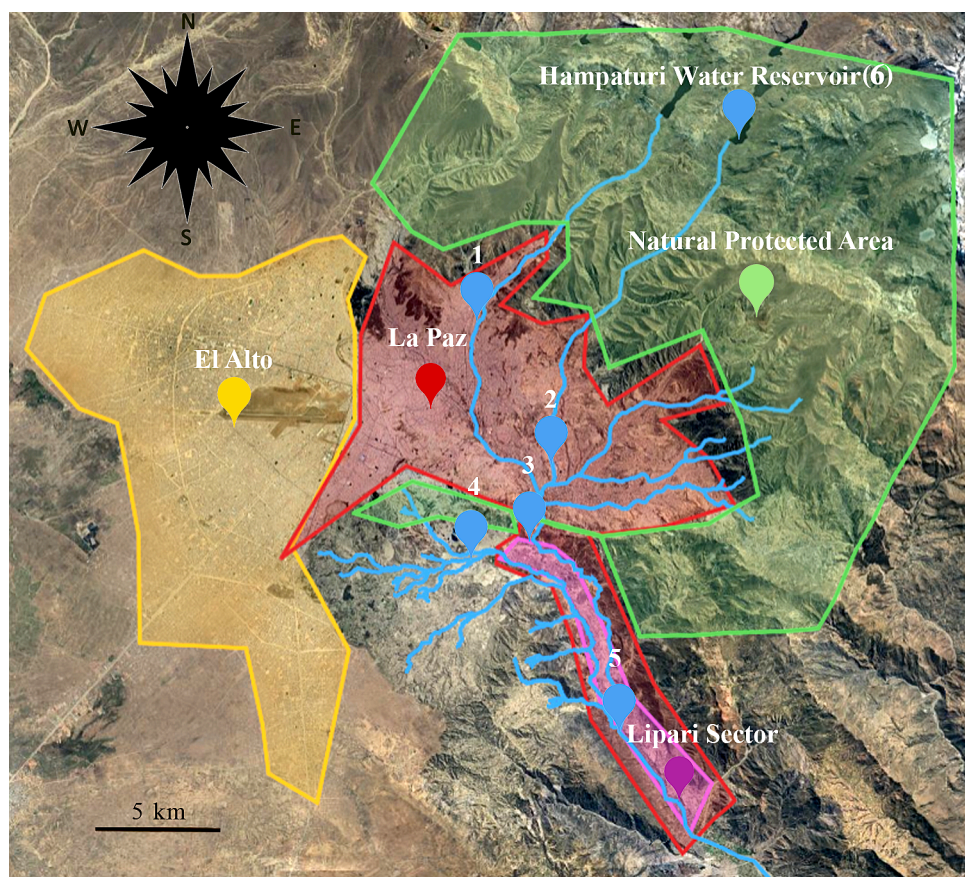 N
W E
S
Hampaturi Water Reservoir(6)
Natural Protected Area
1
La Paz
El Alto
2
3
4
5
Lipari Sector
5 km